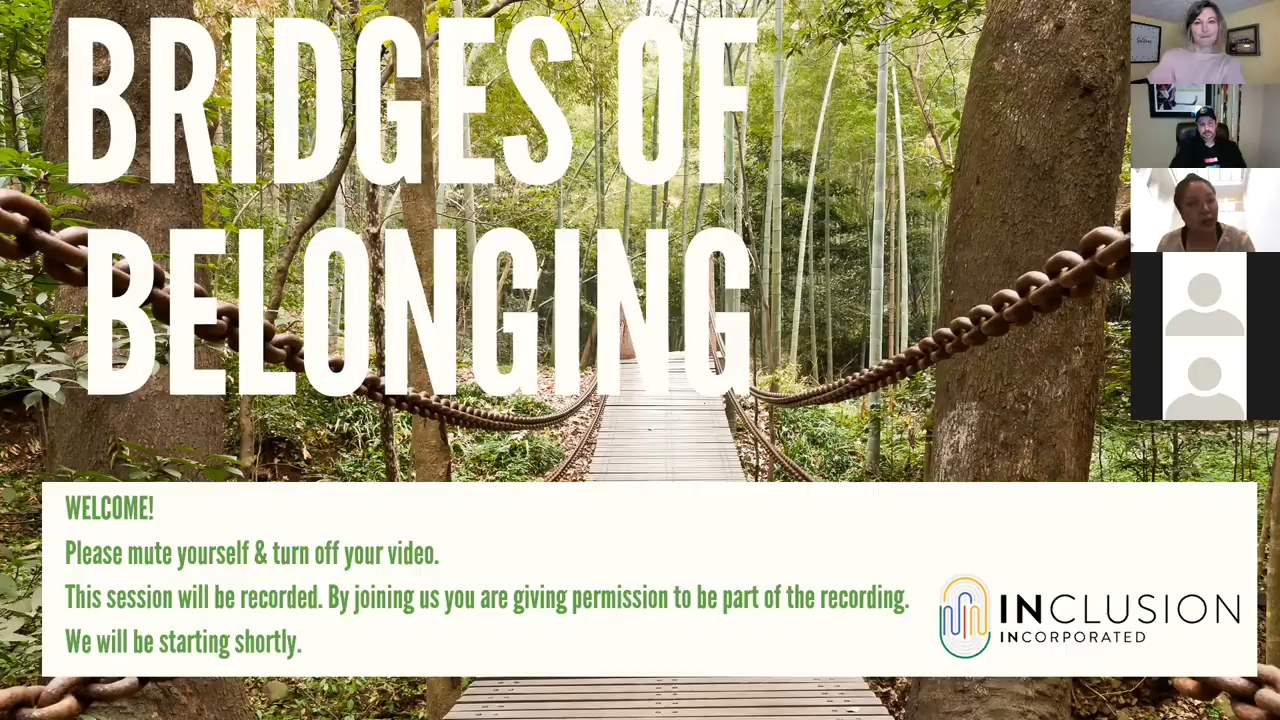 BRIDGES OF
BELONGING
WELCOME!
Please mute yourself & turn off your video.
This session will be recorded. By joining us you are giving permission to be part of the recording.
We will be starting shortly.
INCLUSION
INCORPORATED